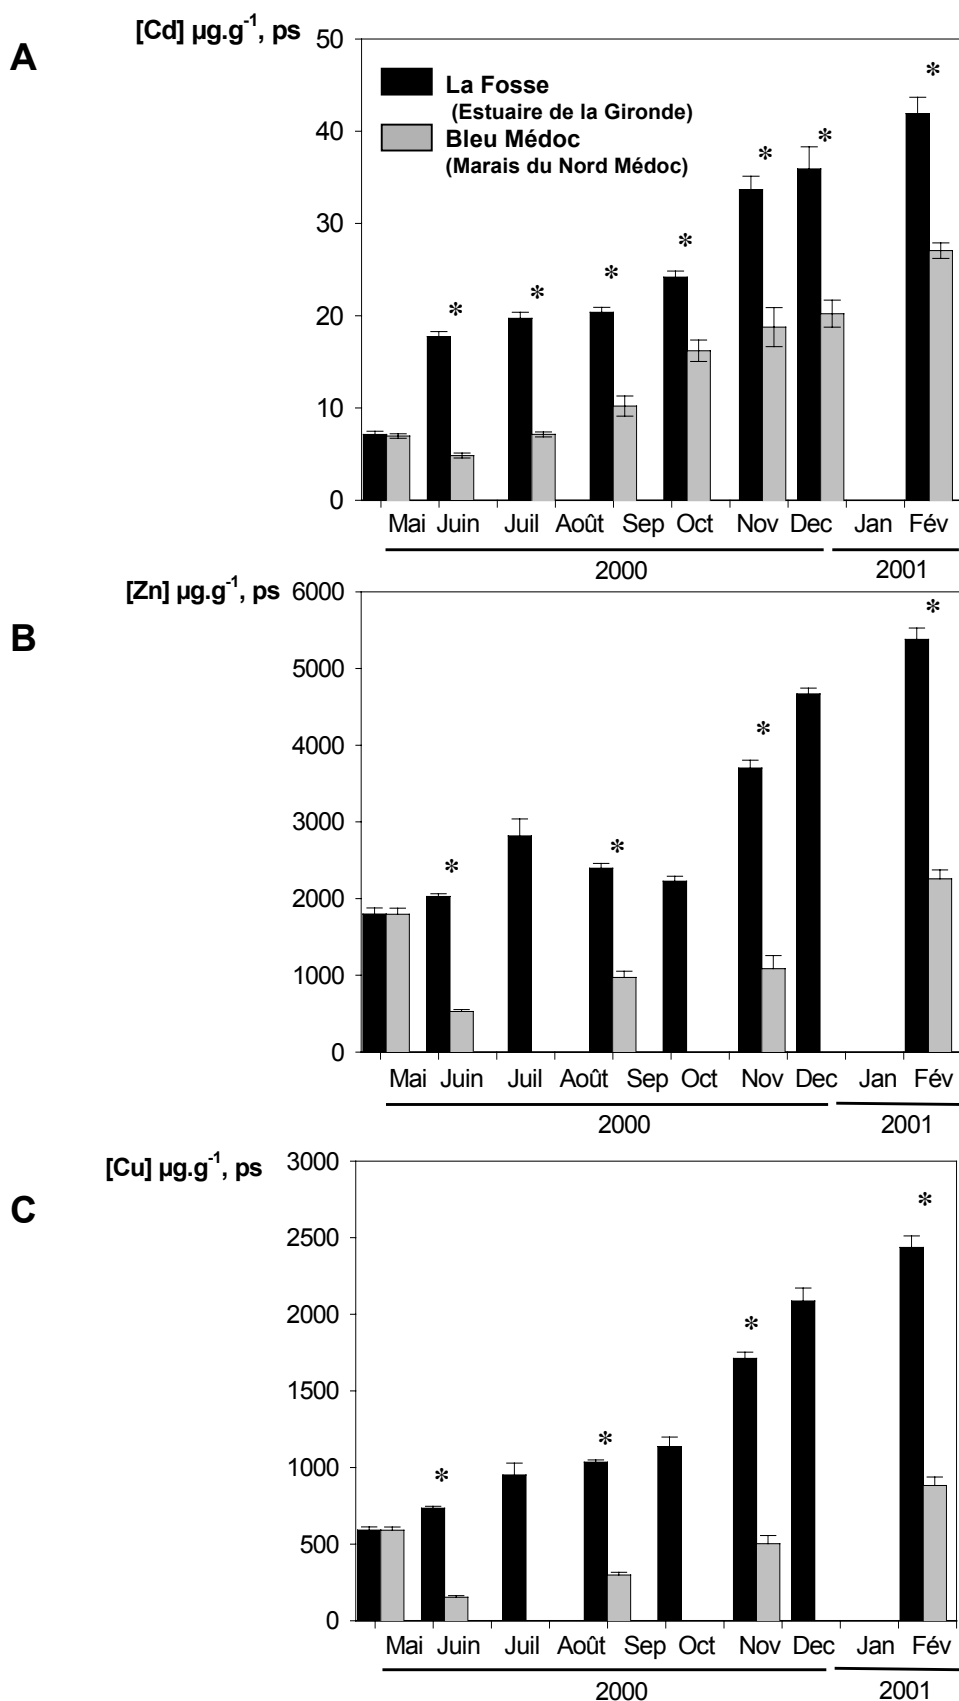 A
[Cd] µg.g-1, ps
50
40
30
20
10
0
La Fosse
(Estuaire de la Gironde)
Bleu Médoc
(Marais du Nord Médoc)
* * * * * * * *
Mai Juin Juil Août Sep Oct Nov Dec Jan Fév
2000 2001
B
[Zn] µg.g-1, ps
6000
5000
4000
3000
2000
1000
0
* * * *
Mai Juin Juil Août Sep Oct Nov Dec Jan Fév
2000 2001
C
[Cu] µg.g-1, ps
3000
2500
2000
1500
1000
500
0
* * * *
Mai Juin Juil Août Sep Oct Nov Dec Jan Fév
2000 2001